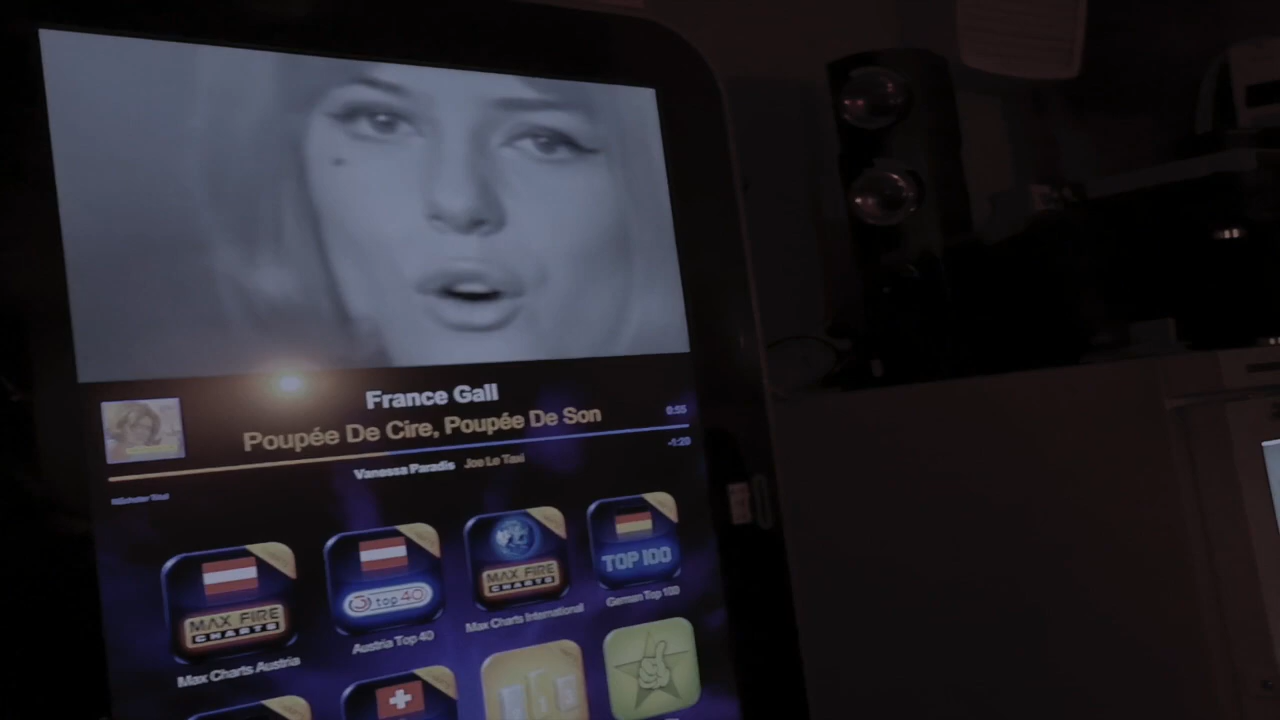 France Gall
Poupée De Cire, Poupée De Son
0:55
-1:20
Vanessa Paradis Joe Le Taxi
Nächster Titel
MAX FIRE
CHARTS
Max Charts Austria
top 40
Austria Top 40
MAX FIRE
CHARTS
Max Charts International
TOP 100
German Top 100